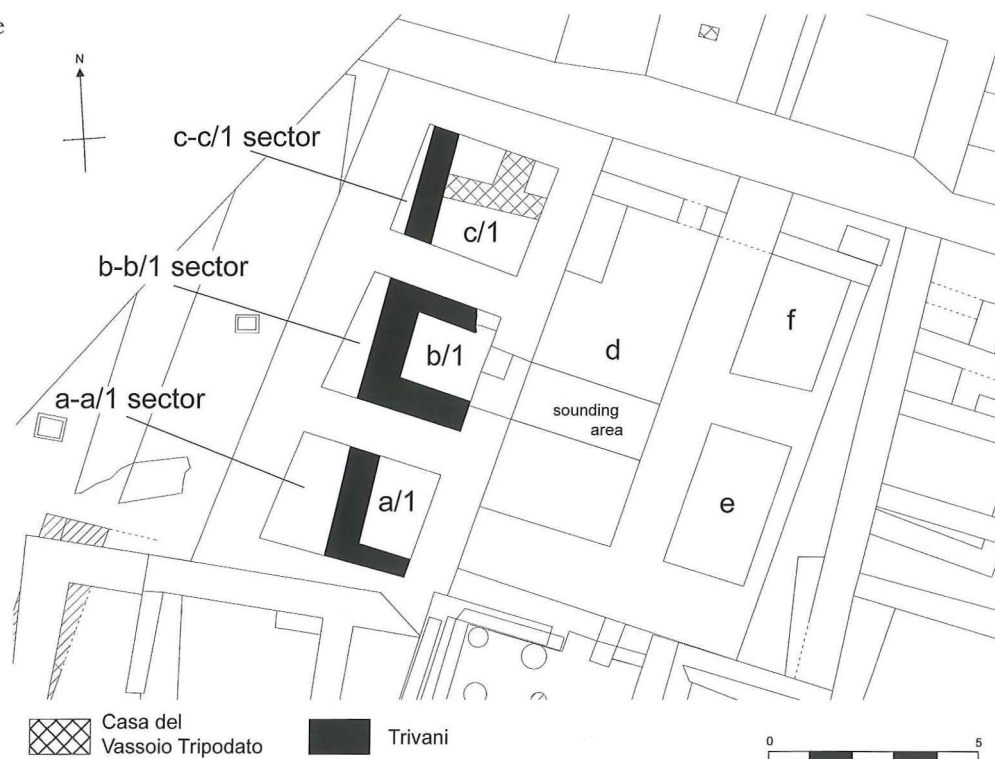 e
N
c-c/1 sector
c/1
b-b/1 sector
b/1
d
f
sounding
area
a-a/1 sector
a/1
e
Casa del
Vassoio Tripodato
Trivani
0 5